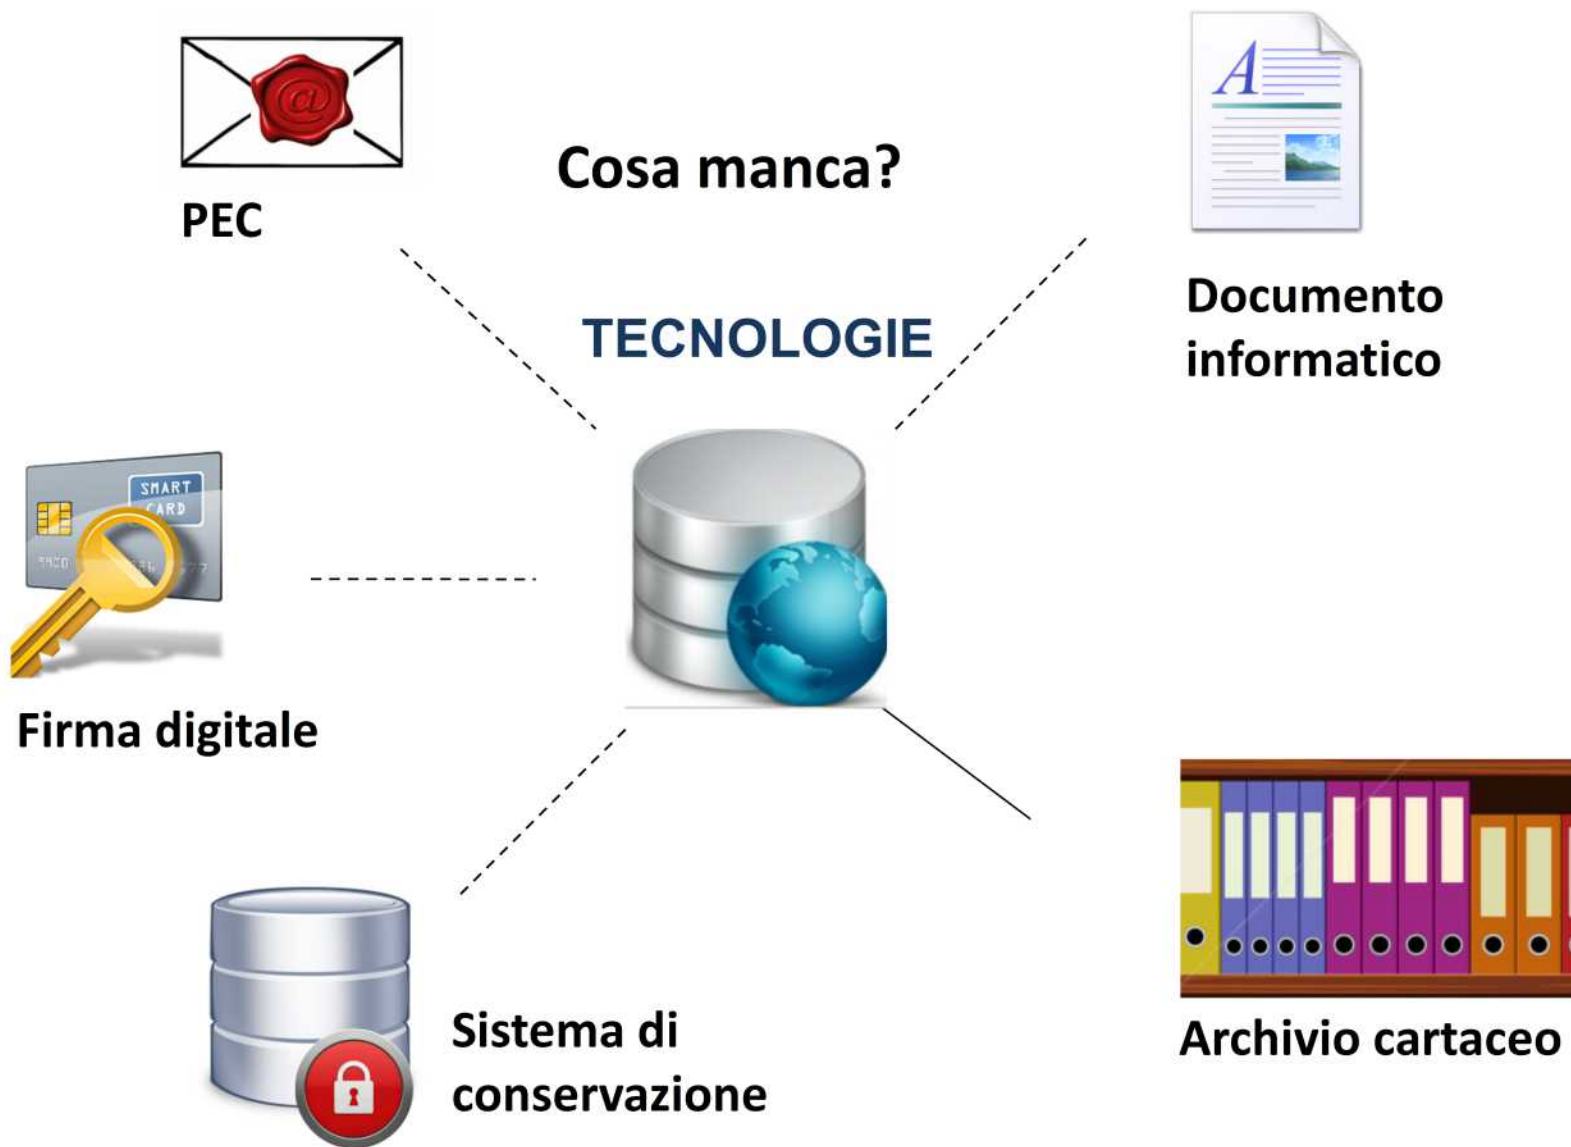 Cosa manca?
PEC
Documento
informatico
TECNOLOGIE
A
SMART
CARD
Firma digitale
@
Sistema di
conservazione
Archivio cartaceo